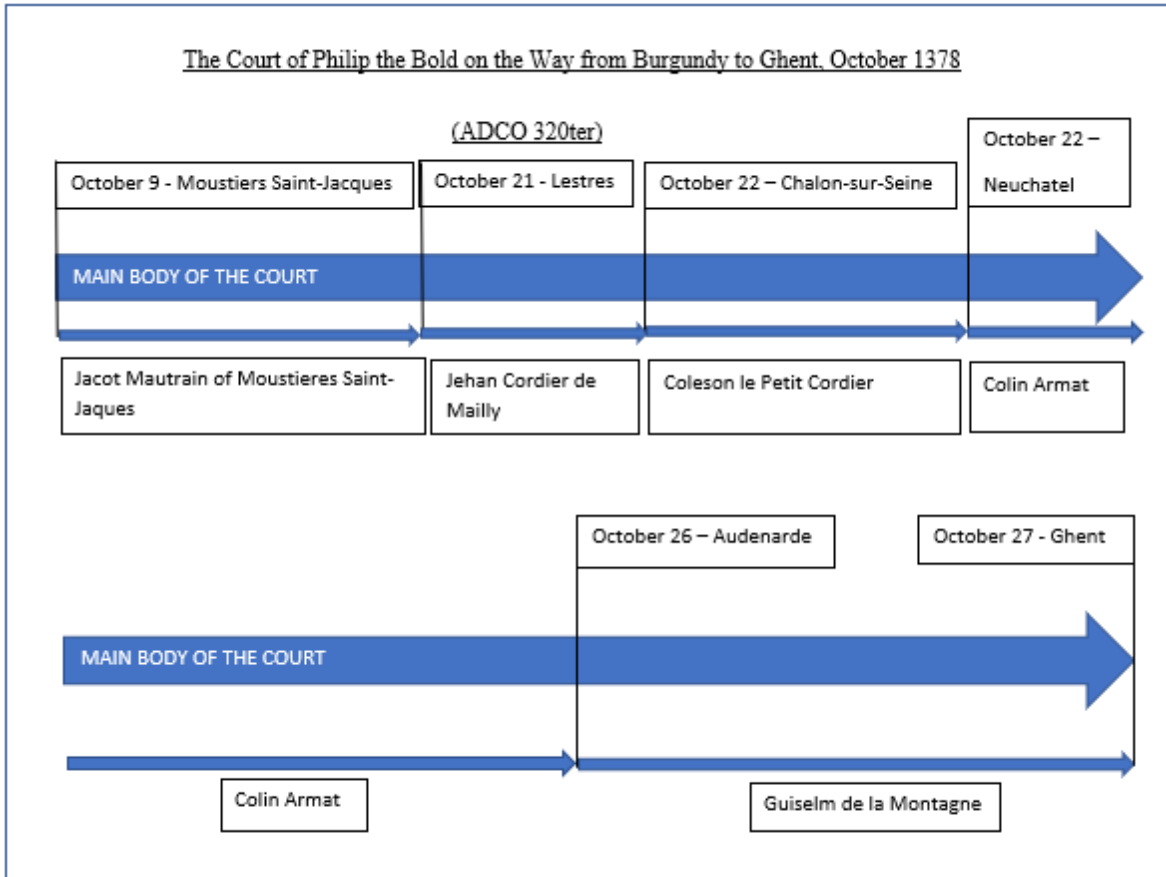 The Court of Philip the Bold on the Way from Burgundy to Ghent, October 1378
(ADCO 320ter)
October 9 - Moustiers Saint-Jacques
October 21 - Lestres
October 22 – Chalon-sur-Seine
October 22 –
Neuchatel
MAIN BODY OF THE COURT
Jacot Mautrain of Moustieres Saint-
Jaques
Jehan Cordier de
Mailly
Coleson le Petit Cordier
Colin Armat
October 26 – Audenarde
October 27 - Ghent
MAIN BODY OF THE COURT
Colin Armat
Guiselm de la Montagne